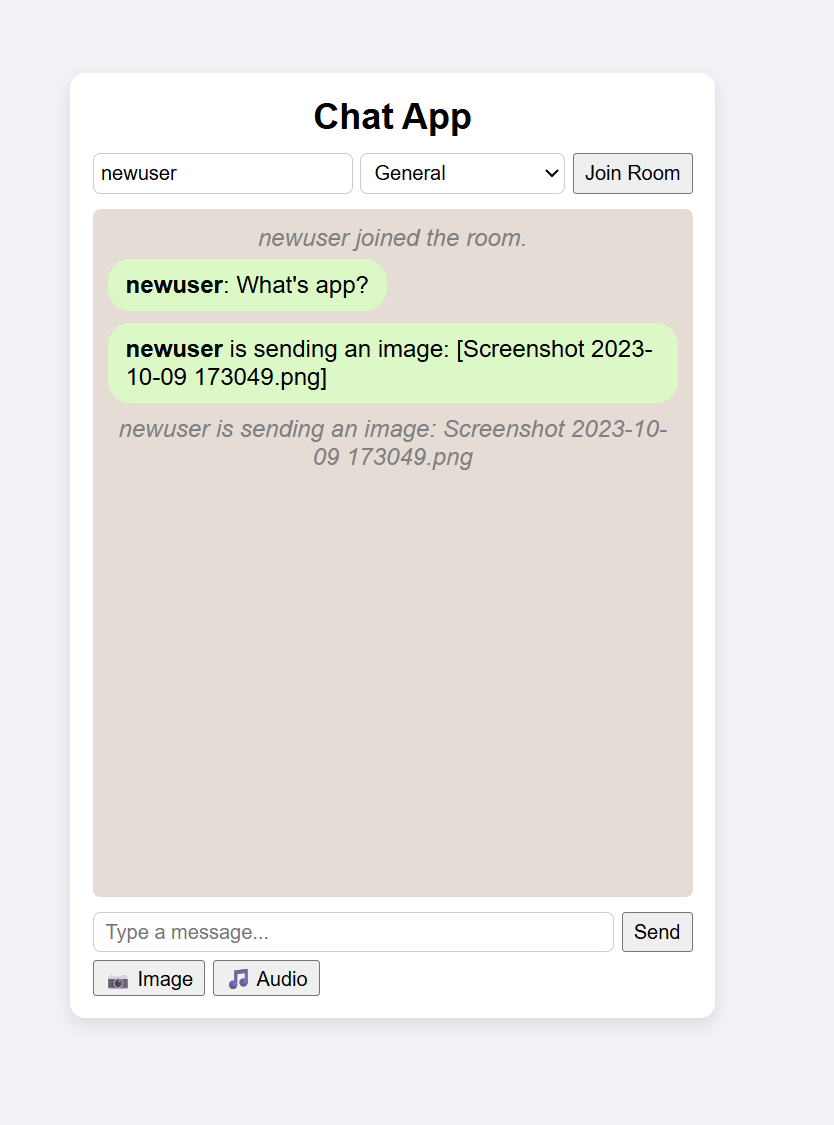 Chat App
newuser
General
Join Room
newuser joined the room.
newuser: What's app?
newuser is sending an image: [Screenshot 2023-
10-09 173049.png]
newuser is sending an image: Screenshot 2023-10-
09 173049.png
Type a message...
Send
📷 Image
🎵 Audio